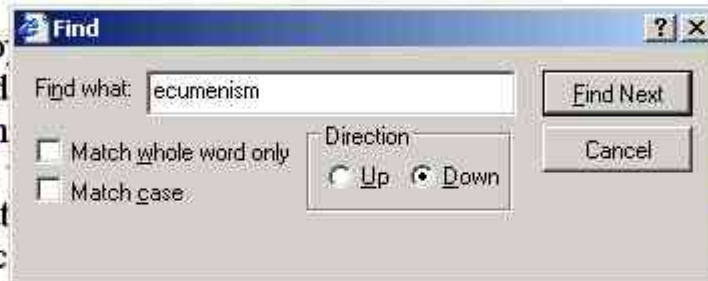 Find
Find what: ecumenism
Find Next
Match whole word only
Match case
Direction
Up Down
Cancel